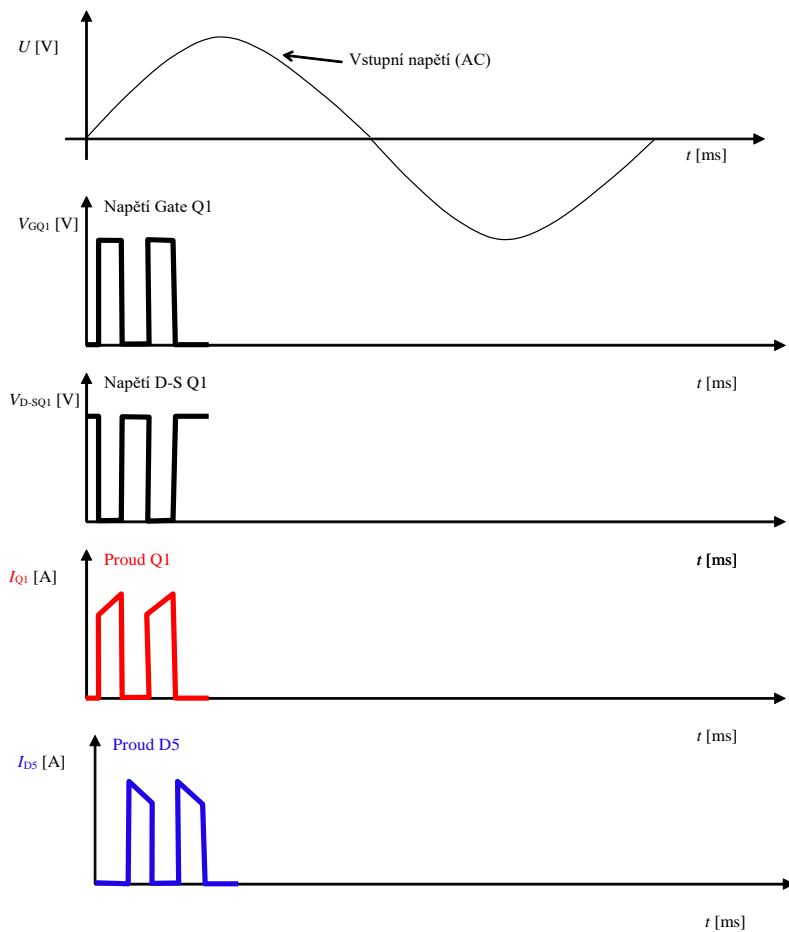 U [V]
Vstupní napětí (AC)
t [ms]
Napětí Gate Q1
VGQ1 [V]
t [ms]
Napětí D-S Q1
VD-SQ1 [V]
t [ms]
Proud Q1
IQ1 [A]
t [ms]
Proud D5
ID5 [A]
t [ms]